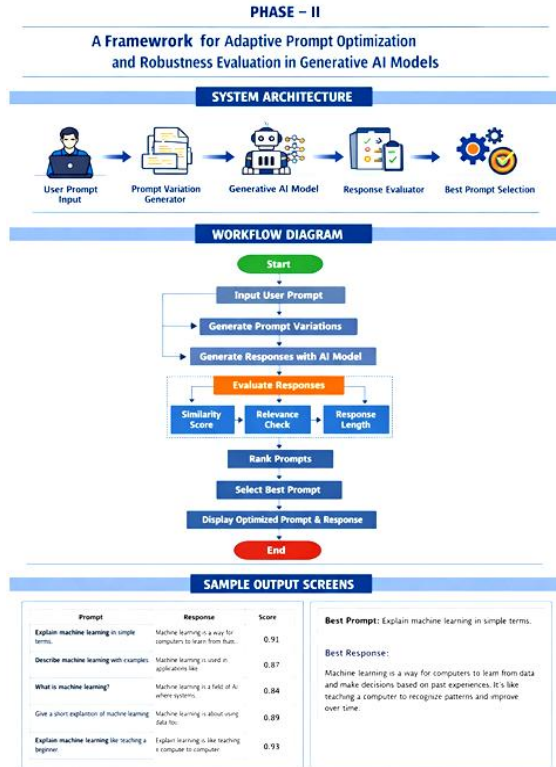 PHASE – II
A Framewrork for Adaptive Prompt Optimization
and Robustness Evaluation in Generative AI Models
SYSTEM ARCHITECTURE
User Prompt
Input
Prompt Variation
Generator
Generative AI Model
Response Evaluator
Best Prompt Selection
WORKFLOW DIAGRAM
Start
Input User Prompt
Generate Prompt Variations
Generate Responses with AI Model
Evaluate Responses
Similarity
Score
Relevance
Check
Response
Length
Rank Prompts
Select Best Prompt
Display Optimized Prompt & Response
End
SAMPLE OUTPUT SCREENS
Prompt Response Score
Explain machine learning in simple
terms.
Machine learning is a way for
computers to learn from
0.91
Describe machine learning with examples
Machine learning is used in
applications like
0.87
What is machine learning?
Machine learning is a field of AI
where systems.
0.84
Give a short of machine learning
Machine learning is about using
data
0.89
Explain machine learning like teaching a
beginner.
Explain learning is like teaching
a compute to computer.
0.93
Best Prompt: Explain machine learning in simple terms.
Best Response:
Machine learning is a way for computers to learn from data
and make decisions based on past experiences. It's like
teaching a computer to recognize patterns and improve
over time.